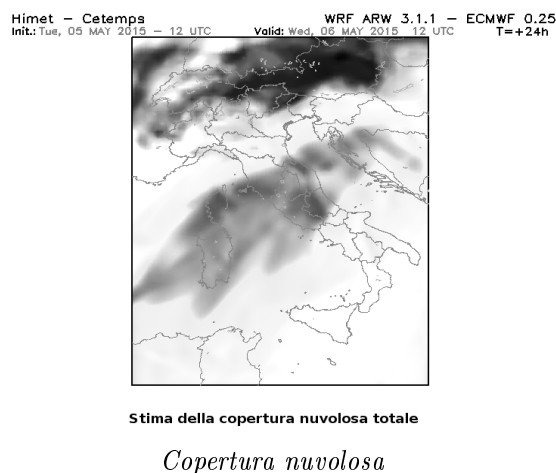 Himet – Cetemps WRF ARW 3.1.1 – ECMWF 0.25
Init.: Tue, 05 MAY 2015 – 12 UTC Valid: Wed, 06 MAY 2015 12 UTC T=+24h
Stima della copertura nuvolosa totale
Copertura nuvolosa